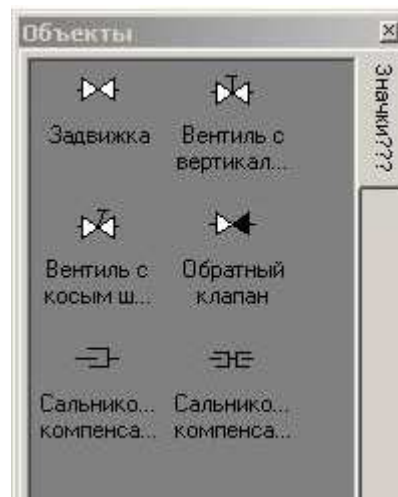 Объекты
Значки???
Задвижка
Вентиль с
вертикал...
Вентиль с
косым ш...
Обратный
клапан
Сальнико...
компенса...
Сальнико...
компенса...